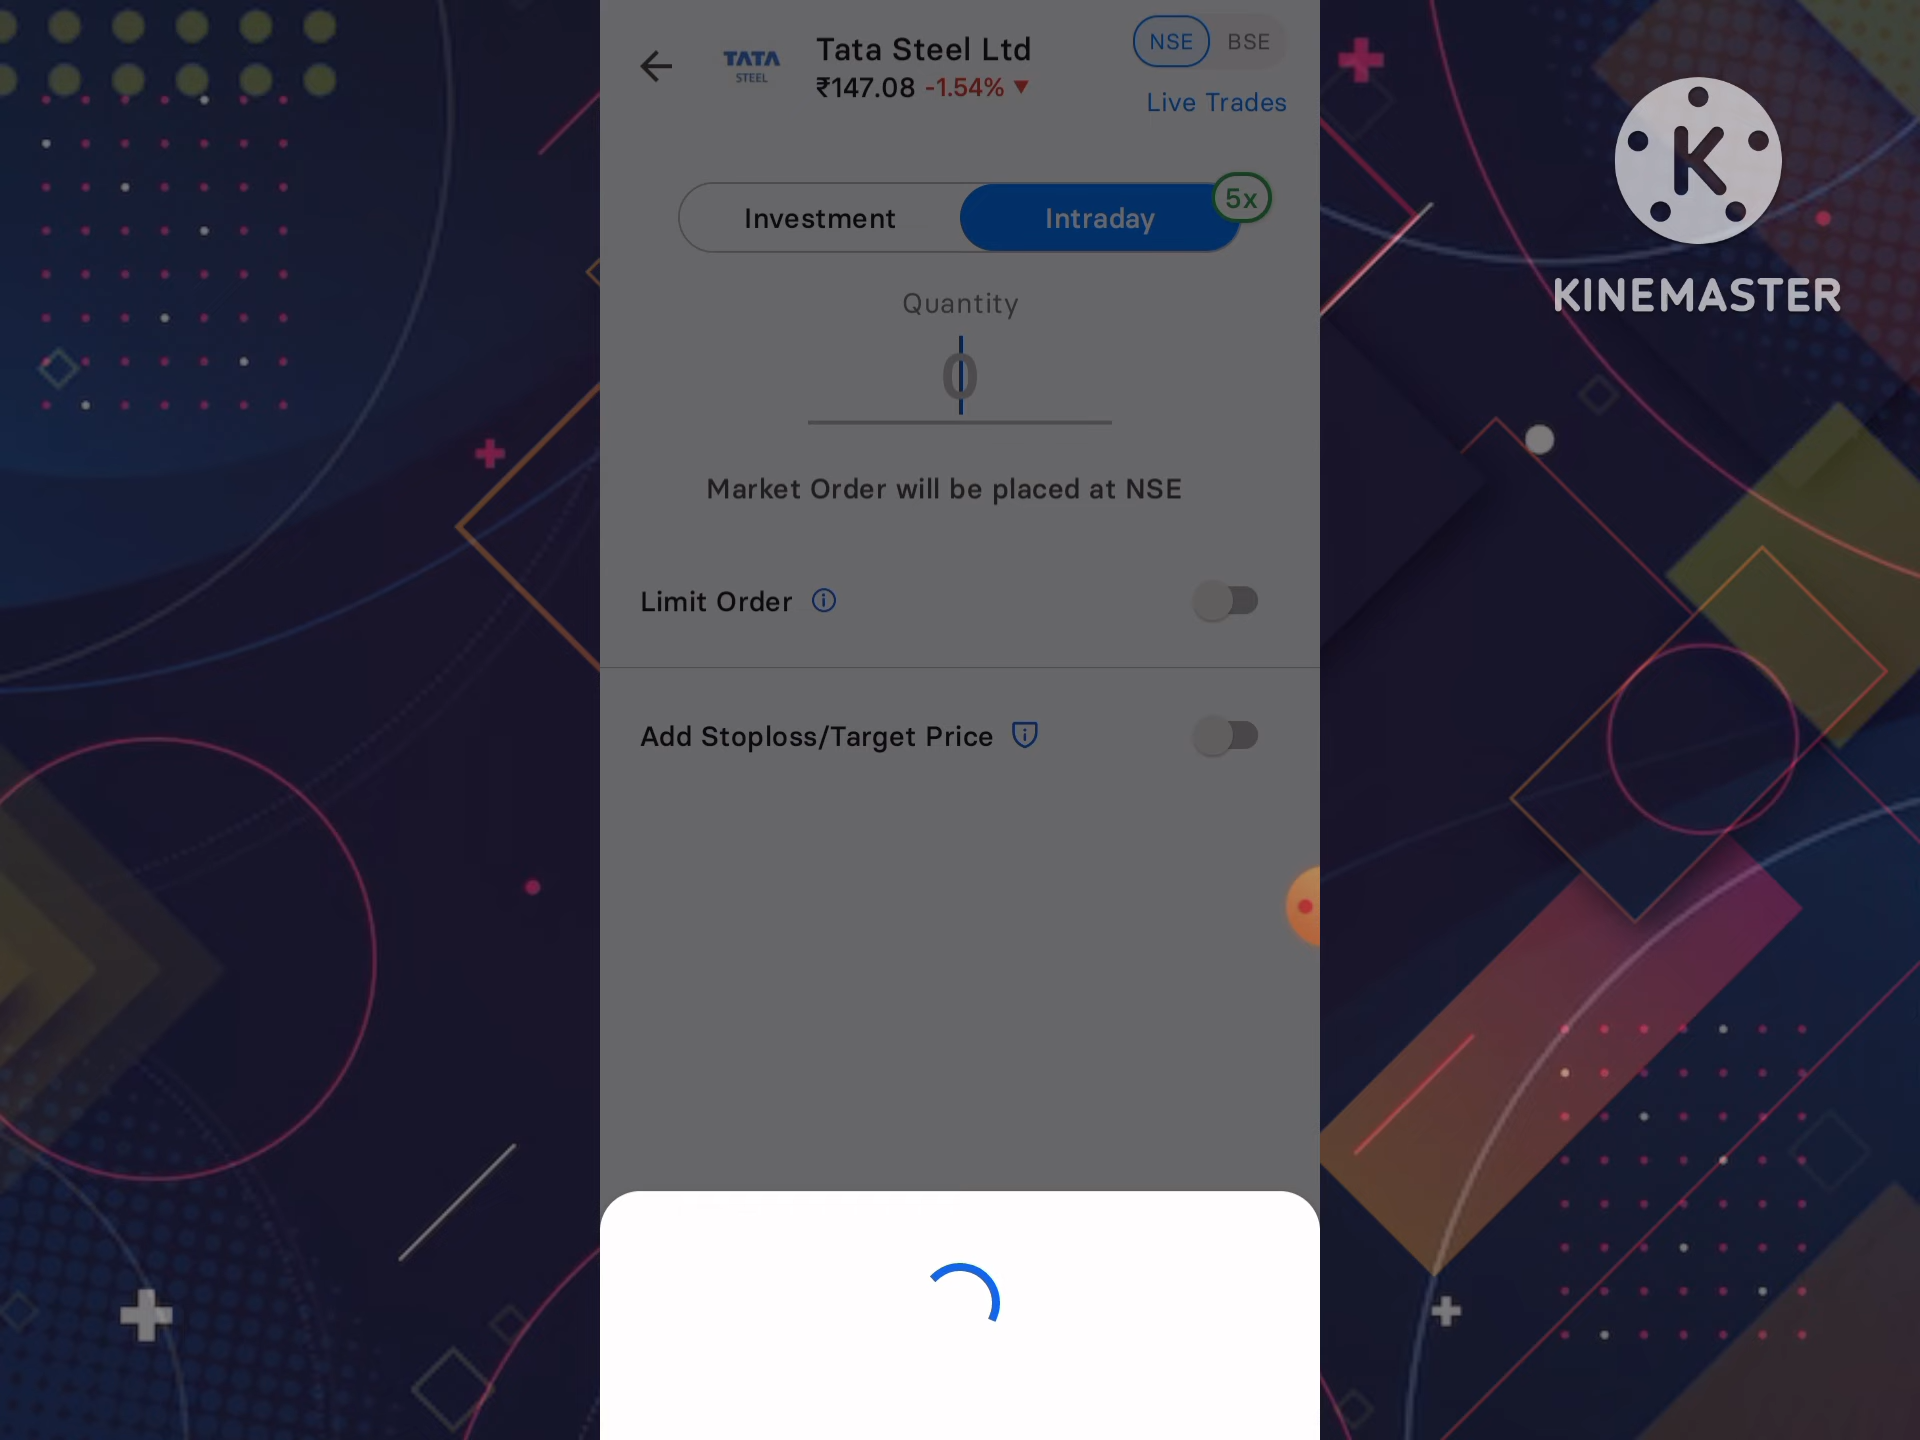 Tata Steel Ltd
₹147.08 -1.54% ▼
TATA
STEEL
NSE BSE
Live Trades
Investment
Intraday
5x
Quantity
0
Market Order will be placed at NSE
Limit Order
Add Stoploss/Target Price
K
KINEMASTER